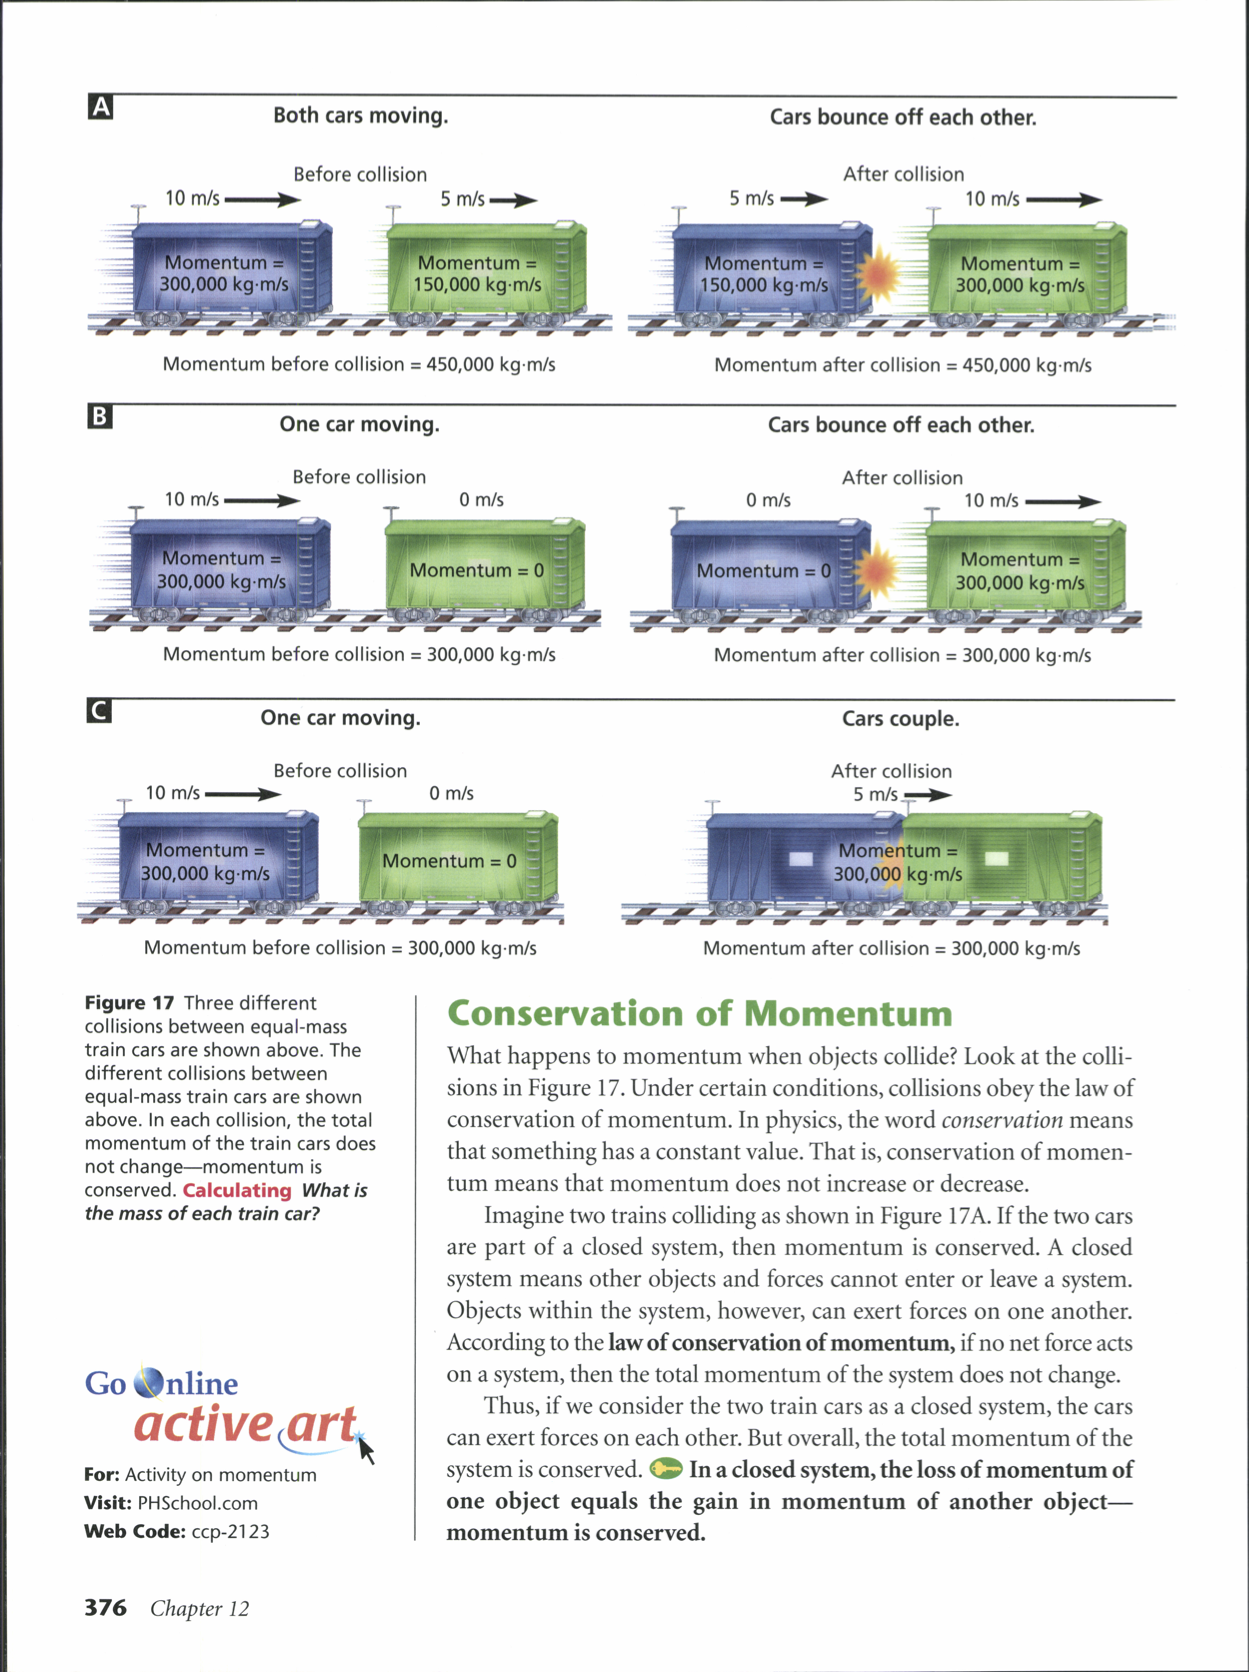 A
Both cars moving.
Cars bounce off each other.
Before collision
After collision
10 m/s
5 m/s
5 m/s
10 m/s
Momentum =
300,000 kg·m/s
Momentum =
150,000 kg·m/s
Momentum =
150,000 kg·m/s
Momentum =
300,000 kg·m/s
Momentum before collision = 450,000 kg·m/s
Momentum after collision = 450,000 kg·m/s
B
One car moving.
Cars bounce off each other.
Before collision
After collision
10 m/s
0 m/s
0 m/s
10 m/s
Momentum =
300,000 kg·m/s
Momentum = 0
Momentum = 0
Momentum =
300,000 kg·m/s
Momentum before collision = 300,000 kg·m/s
Momentum after collision = 300,000 kg·m/s
C
One car moving.
Cars couple.
Before collision
After collision
10 m/s
0 m/s
5 m/s
Momentum =
300,000 kg·m/s
Momentum = 0
Momentum =
300,000 kg·m/s
Momentum before collision = 300,000 kg·m/s
Momentum after collision = 300,000 kg·m/s
Figure 17 Three different
collisions between equal-mass
train cars are shown above. The
different collisions between
equal-mass train cars are shown
above. In each collision, the total
momentum of the train cars does
not change—momentum is
conserved. Calculating What is
the mass of each train car?
Go Online
active art
For: Activity on momentum
Visit: PHSchool.com
Web Code: ccp-2123
Conservation of Momentum
What happens to momentum when objects collide? Look at the colli-
sions in Figure 17. Under certain conditions, collisions obey the law of
conservation of momentum. In physics, the word conservation means
that something has a constant value. That is, conservation of momen-
tum means that momentum does not increase or decrease.
Imagine two trains colliding as shown in Figure 17A. If the two cars
are part of a closed system, then momentum is conserved. A closed
system means other objects and forces cannot enter or leave a system.
Objects within the system, however, can exert forces on one another.
According to the law of conservation of momentum, if no net force acts
on a system, then the total momentum of the system does not change.
Thus, if we consider the two train cars as a closed system, the cars
can exert forces on each other. But overall, the total momentum of the
system is conserved. In a closed system, the loss of momentum of
one object equals the gain in momentum of another object—
momentum is conserved.
376 Chapter 12